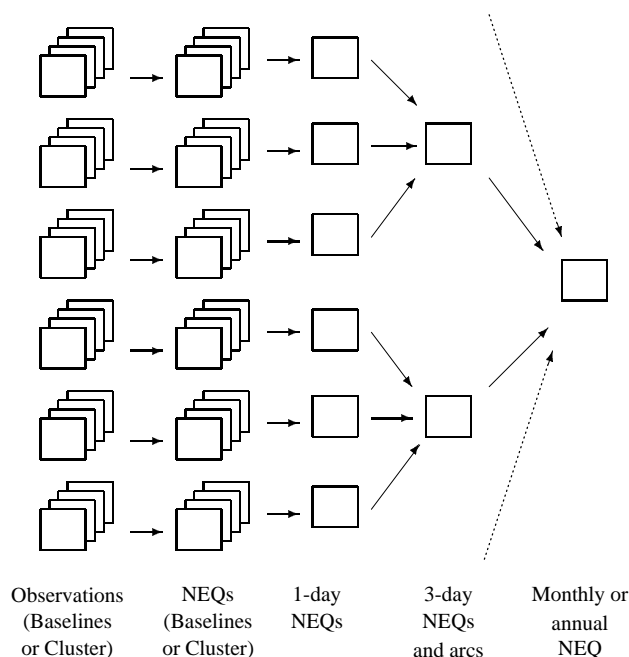 Observations
(Baselines
or Cluster)
NEQs
(Baselines
or Cluster)
1-day
NEQs
3-day
NEQs
and arcs
Monthly or
annual
NEQ